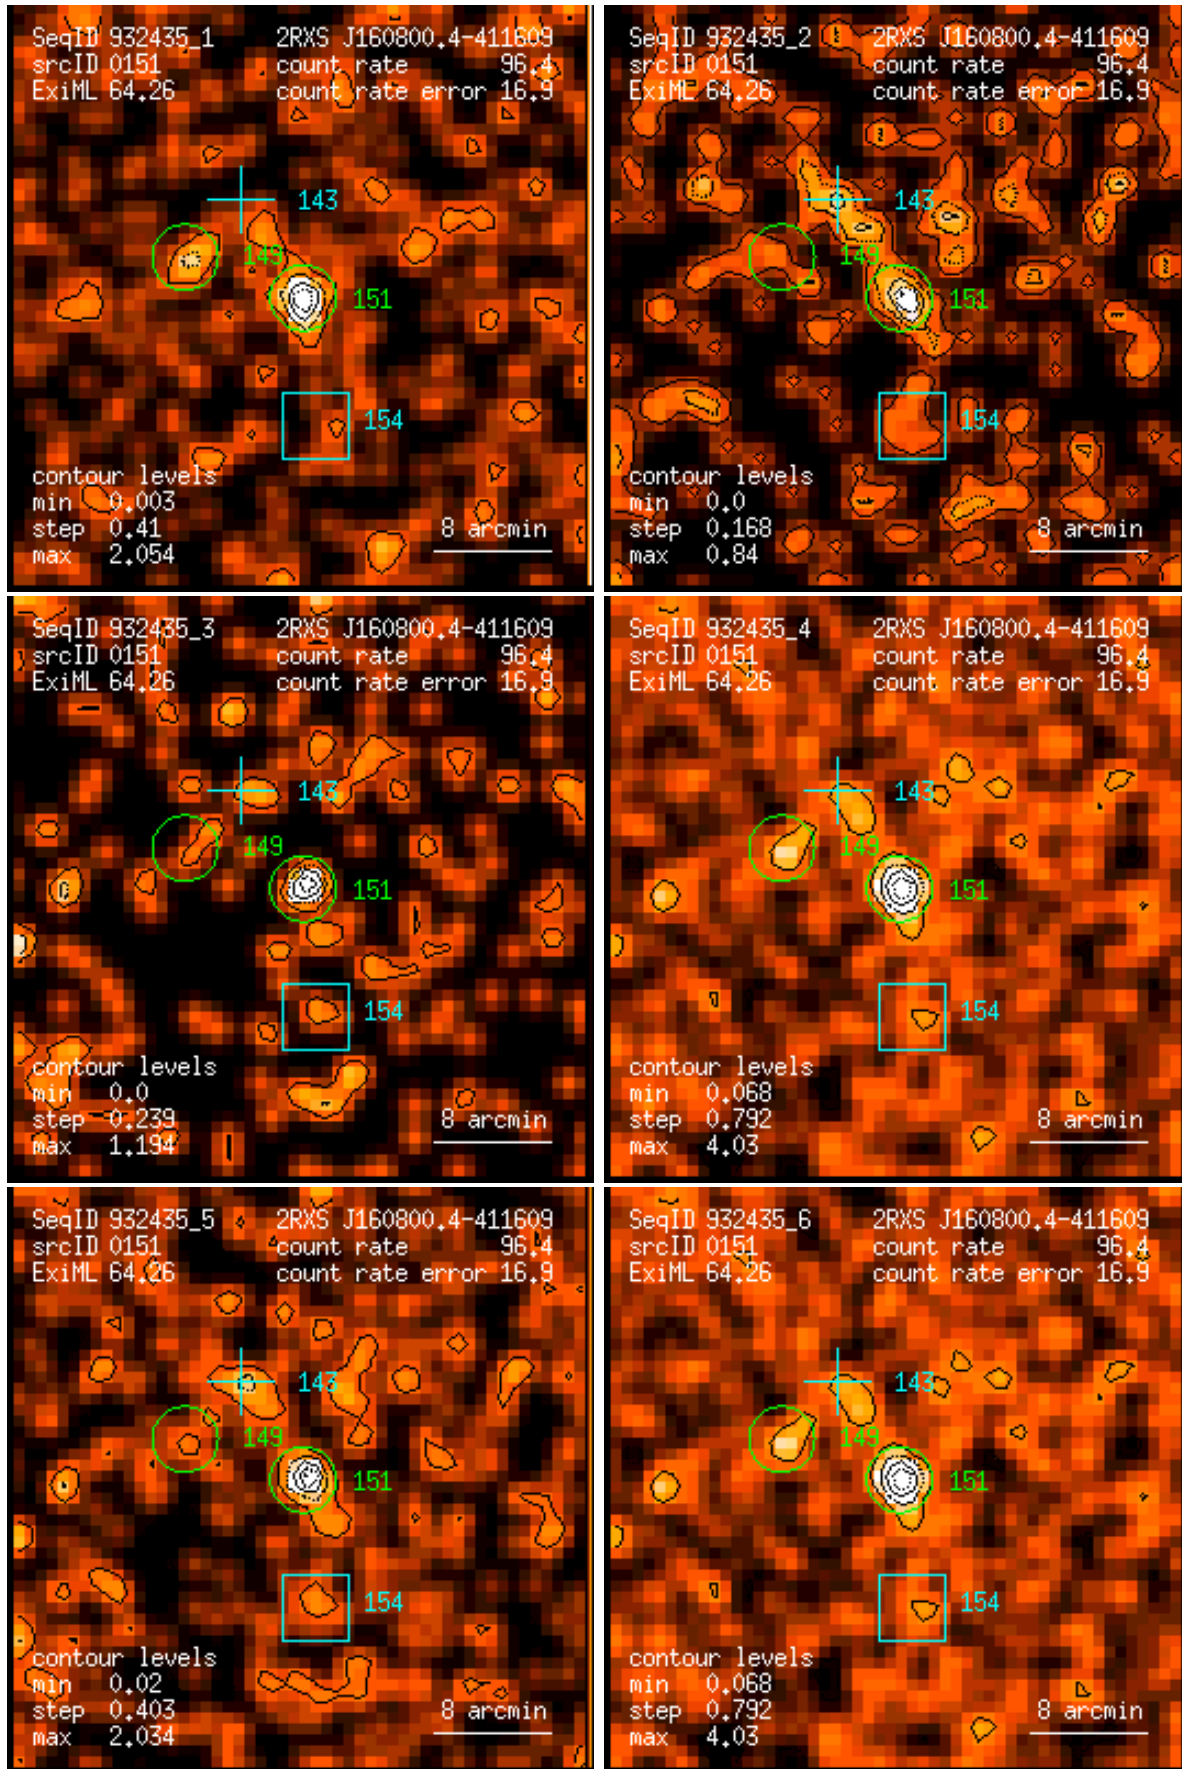 SeqID 932435_1 2RXS J160800.4-411609
srcID 0151 count rate 96.4
ExiML 64.26 count rate error 16.9
143
149
151
154
contour levels
min 0.003
step 0.41
max 2.054
8 arcmin
SeqID 932435_2 2RXS J160800.4-411609
srcID 0151 count rate 96.4
ExiML 64.26 count rate error 16.9
143
149
151
154
contour levels
min 0.0
step 0.168
max 0.84
8 arcmin
SeqID 932435_3 2RXS J160800.4-411609
srcID 0151 count rate 96.4
ExiML 64.26 count rate error 16.9
143
149
151
154
contour levels
min 0.0
step 0.239
max 1.194
8 arcmin
SeqID 932435_4 2RXS J160800.4-411609
srcID 0151 count rate 96.4
ExiML 64.26 count rate error 16.9
143
149
151
154
contour levels
min 0.068
step 0.792
max 4.03
8 arcmin
SeqID 932435_5 2RXS J160800.4-411609
srcID 0151 count rate 96.4
ExiML 64.26 count rate error 16.9
143
149
151
154
contour levels
min 0.02
step 0.403
max 2.034
8 arcmin
SeqID 932435_6 2RXS J160800.4-411609
srcID 0151 count rate 96.4
ExiML 64.26 count rate error 16.9
143
149
151
154
contour levels
min 0.068
step 0.792
max 4.03
8 arcmin